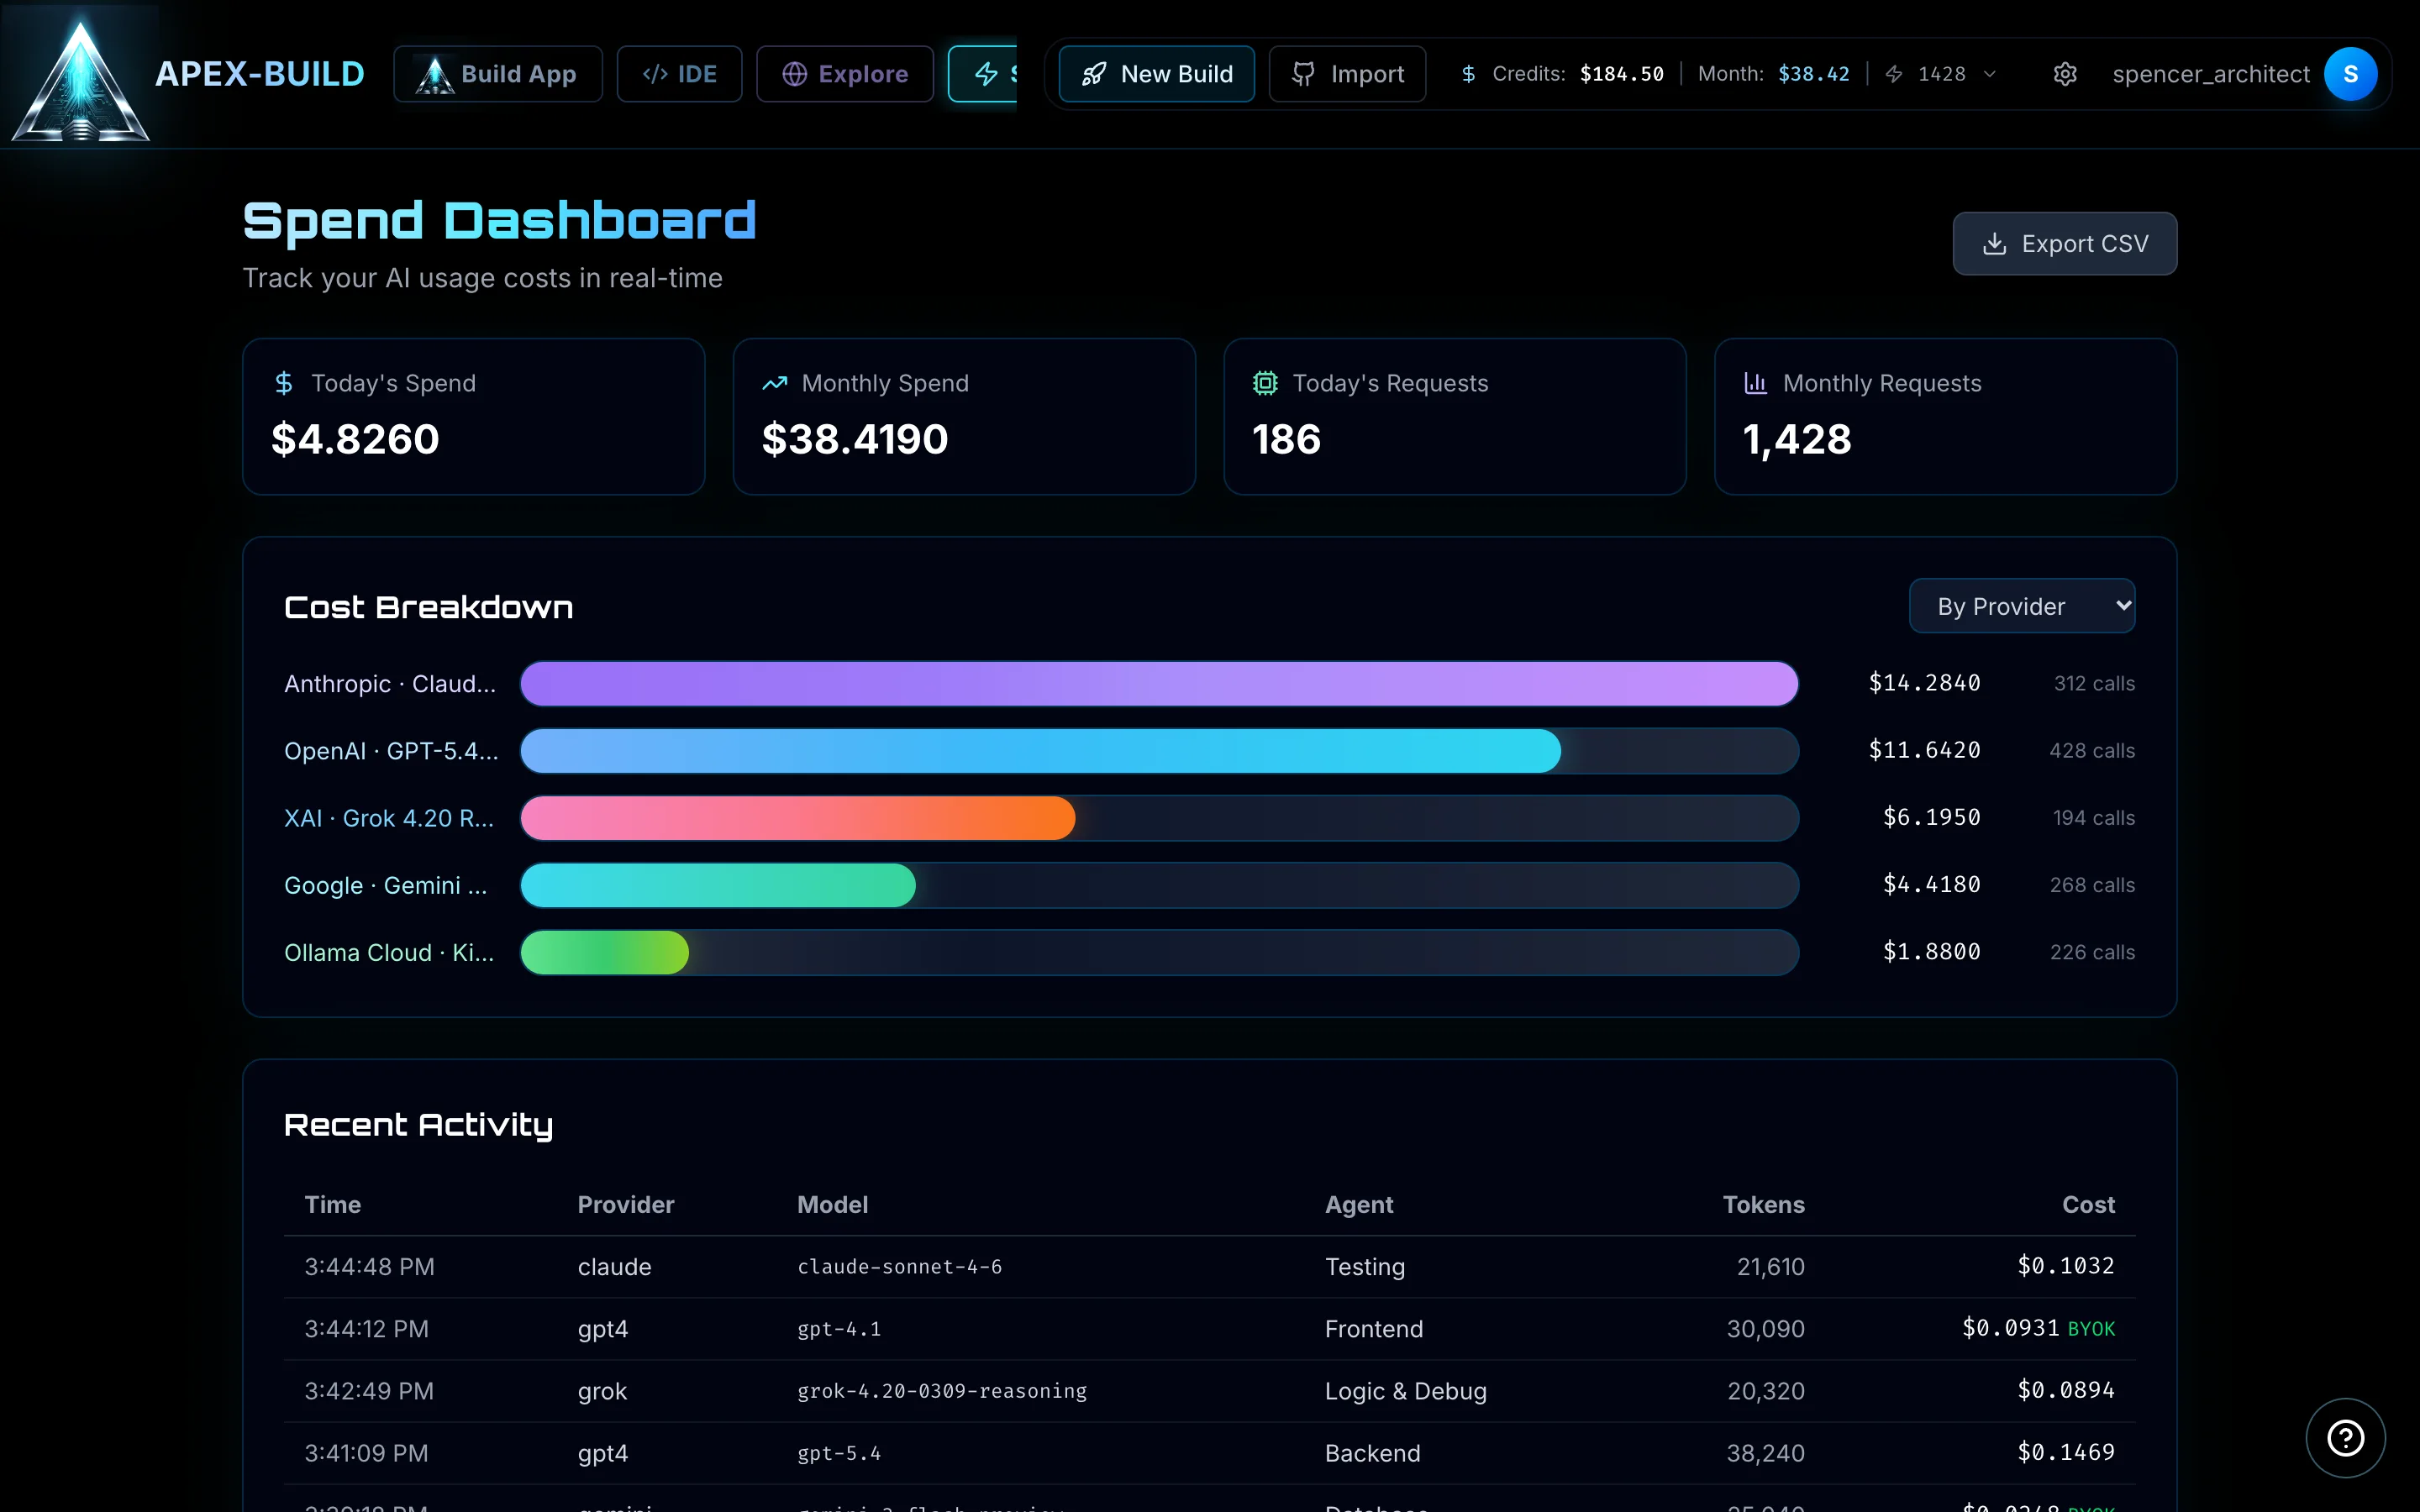 APEX-BUILD Build App </> IDE Explore New Build Import $ Credits: $184.50 | Month: $38.42 | 1428 spencer_architect S
Spend Dashboard
Track your AI usage costs in real-time
Export CSV
$ Today's Spend
$4.8260
Monthly Spend
$38.4190
Today's Requests
186
Monthly Requests
1,428
Cost Breakdown
By Provider
Anthropic · Claud... $14.2840 312 calls
OpenAI · GPT-5.4... $11.6420 428 calls
XAI · Grok 4.20 R... $6.1950 194 calls
Google · Gemini ... $4.4180 268 calls
Ollama Cloud · Ki... $1.8800 226 calls
Recent Activity
Time Provider Model Agent Tokens Cost
3:44:48 PM claude claude-sonnet-4-6 Testing 21,610 $0.1032
3:44:12 PM gpt4 gpt-4.1 Frontend 30,090 $0.0931 BYOK
3:42:49 PM grok grok-4.20-0309-reasoning Logic & Debug 20,320 $0.0894
3:41:09 PM gpt4 gpt-5.4 Backend 38,240 $0.1469